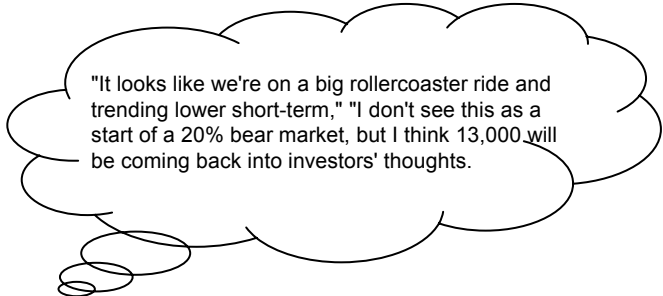 "It looks like we're on a big rollercoaster ride and
trending lower short-term," "I don't see this as a
start of a 20% bear market, but I think 13,000 will
be coming back into investors' thoughts.